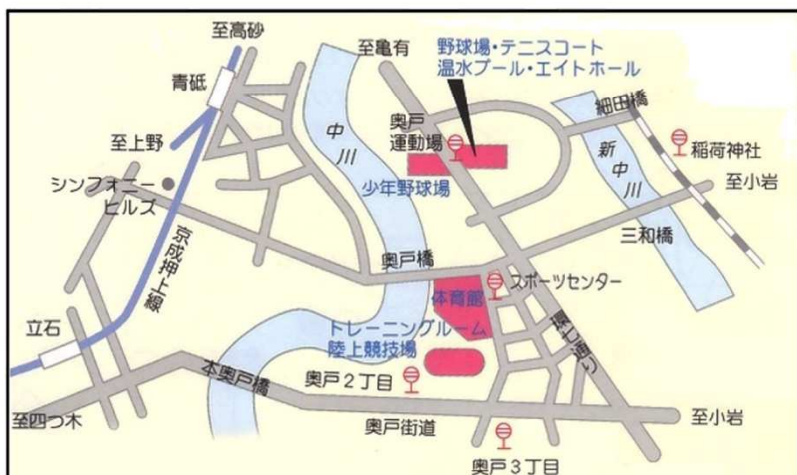 至高砂
青砥
至上野
シンフォニー
ヒルズ
京成押上線
立石
至四つ木
中川
至亀有
野球場・テニスコート
温水プール・エイトホール
奥戸
運動場
少年野球場
細田橋
新中川
稲荷神社
至小岩
三和橋
奥戸橋
体育館
スポーツセンター
トレーニングルーム
陸上競技場
環七通り
本奥戸橋
奥戸2丁目
奥戸街道
至小岩
奥戸3丁目